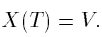 X(T) = V.